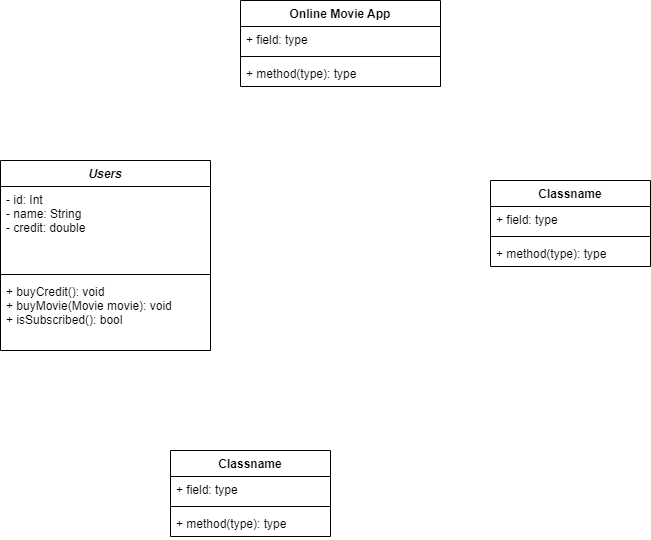 Online Movie App
+ field: type
+ method(type): type
Users
- id: Int
- name: String
- credit: double
+ buyCredit(): void
+ buyMovie(Movie movie): void
+ isSubscribed(): bool
Classname
+ field: type
+ method(type): type
Classname
+ field: type
+ method(type): type